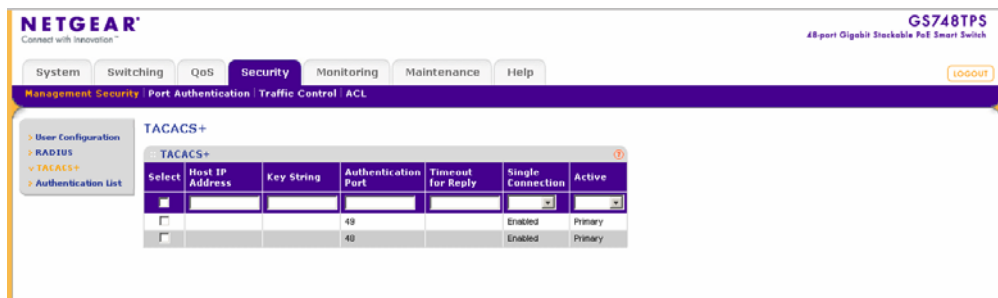 NETGEAR
Connect with Innovation™
GS748TPS
48-port Gigabit Stackable PoE Smart Switch
System Switching QoS Security Monitoring Maintenance Help
LOGOUT
Management Security | Port Authentication | Traffic Control | ACL
User Configuration
RADIUS
TACACS+
Authentication List
TACACS+
TACACS+
Select Host IP Address Key String Authentication Port Timeout for Reply Single Connection Active
49 Enabled Primary
48 Enabled Primary